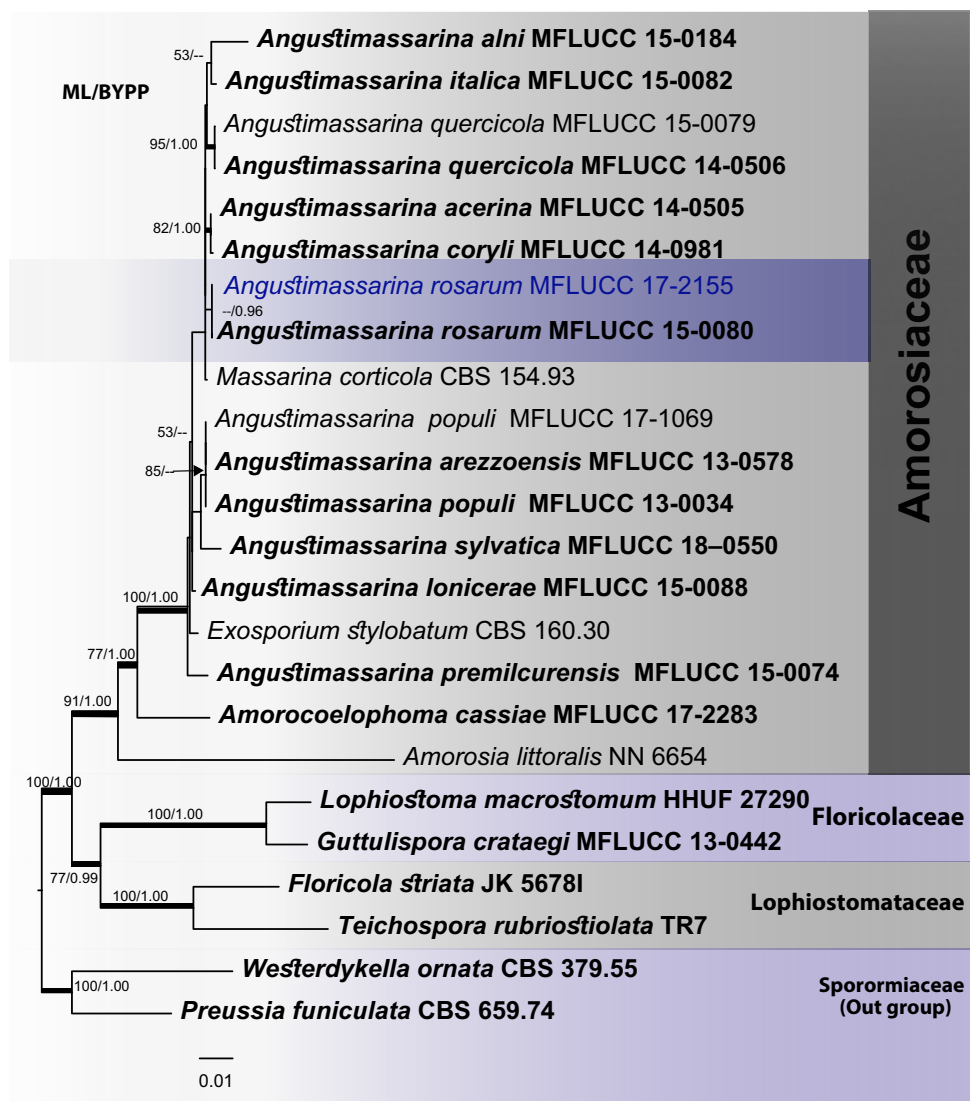 53/--
Angustimassarina alni MFLUCC 15-0184
ML/BYPP
Angustimassarina italica MFLUCC 15-0082
Angustimassarina quercicola MFLUCC 15-0079
95/1.00
Angustimassarina quercicola MFLUCC 14-0506
Angustimassarina acerina MFLUCC 14-0505
82/1.00
Angustimassarina coryli MFLUCC 14-0981
Angustimassarina rosarum MFLUCC 17-2155
--/0.96
Angustimassarina rosarum MFLUCC 15-0080
Massarina corticola CBS 154.93
Amorosiaceae
Angustimassarina populi MFLUCC 17-1069
53/--
Angustimassarina arezzoensis MFLUCC 13-0578
85/--
Angustimassarina populi MFLUCC 13-0034
Angustimassarina sylvatica MFLUCC 18–0550
Angustimassarina lonicerae MFLUCC 15-0088
100/1.00
Exosporium stylobatum CBS 160.30
77/1.00
Angustimassarina premilcurensis MFLUCC 15-0074
91/1.00
Amorocoelophoma cassiae MFLUCC 17-2283
Amorosia littoralis NN 6654
100/1.00
Lophiostoma macrostomum HHUF 27290
100/1.00
Floricolaceae
Guttulispora crataegi MFLUCC 13-0442
77/0.99
Floricola striata JK 5678I
100/1.00
Lophiostomataceae
Teichospora rubriostiolata TR7
Westerdykella ornata CBS 379.55
100/1.00
Sporormiaceae
(Out group)
Preussia funiculata CBS 659.74
0.01